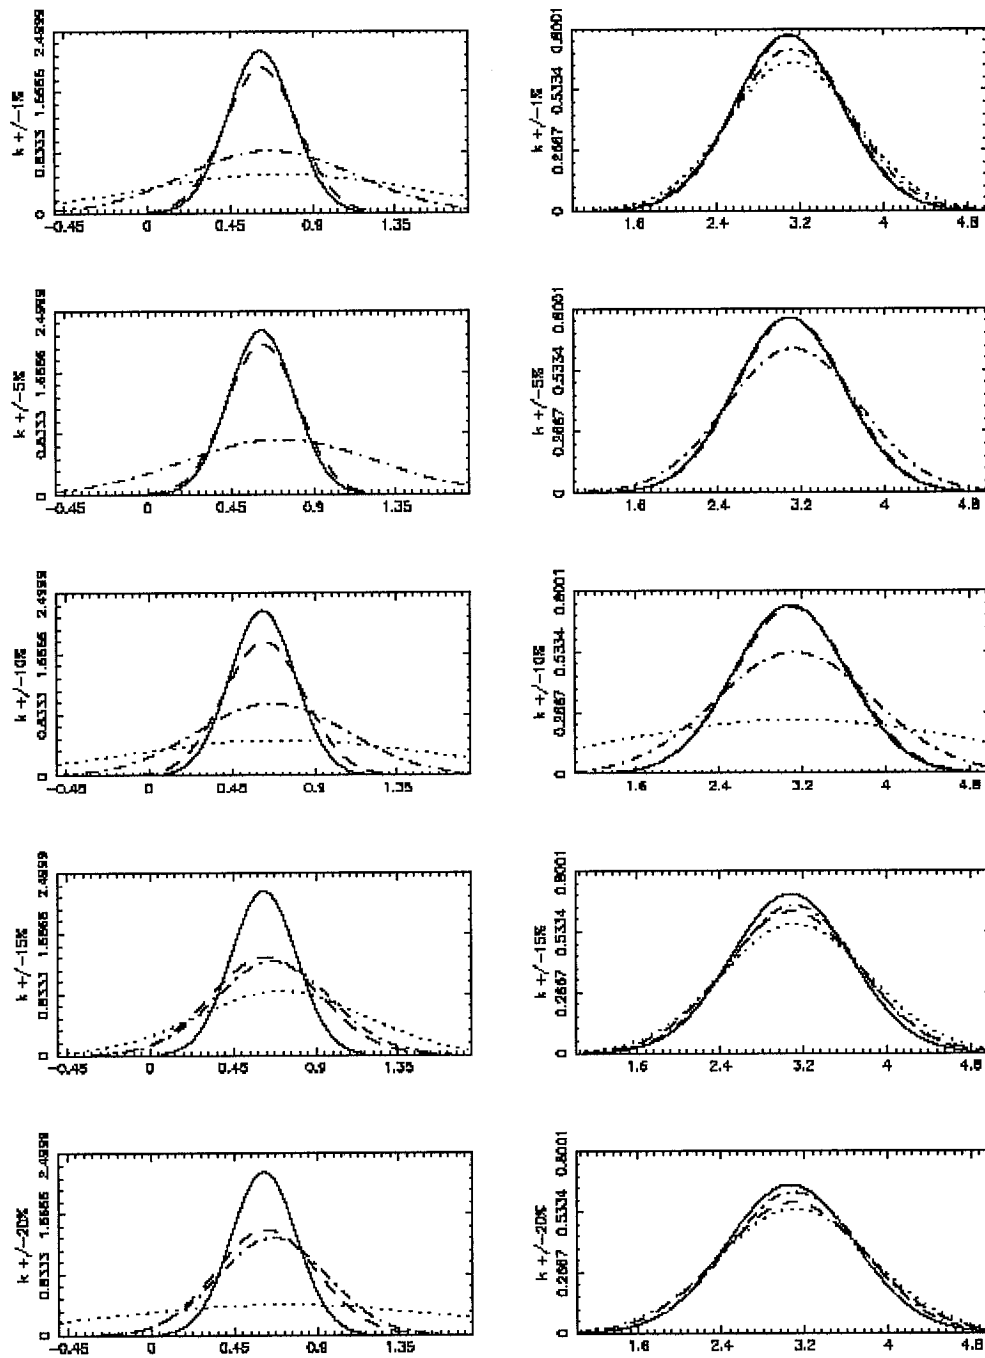 k +/−1%
0 0.8333 1.6666 2.4999
−0.45 0 0.45 0.9 1.35
k +/−1%
0 0.2667 0.5334 0.8001
1.6 2.4 3.2 4 4.8
k +/−5%
0 0.8333 1.6666 2.4999
−0.45 0 0.45 0.9 1.35
k +/−5%
0 0.2667 0.5334 0.8001
1.6 2.4 3.2 4 4.8
k +/−10%
0 0.8333 1.6666 2.4999
−0.45 0 0.45 0.9 1.35
k +/−10%
0 0.2667 0.5334 0.8001
1.6 2.4 3.2 4 4.8
k +/−15%
0 0.8333 1.6666 2.4999
−0.45 0 0.45 0.9 1.35
k +/−15%
0 0.2667 0.5334 0.8001
1.6 2.4 3.2 4 4.8
k +/−20%
0 0.8333 1.6666 2.4999
−0.45 0 0.45 0.9 1.35
k +/−20%
0 0.2667 0.5334 0.8001
1.6 2.4 3.2 4 4.8